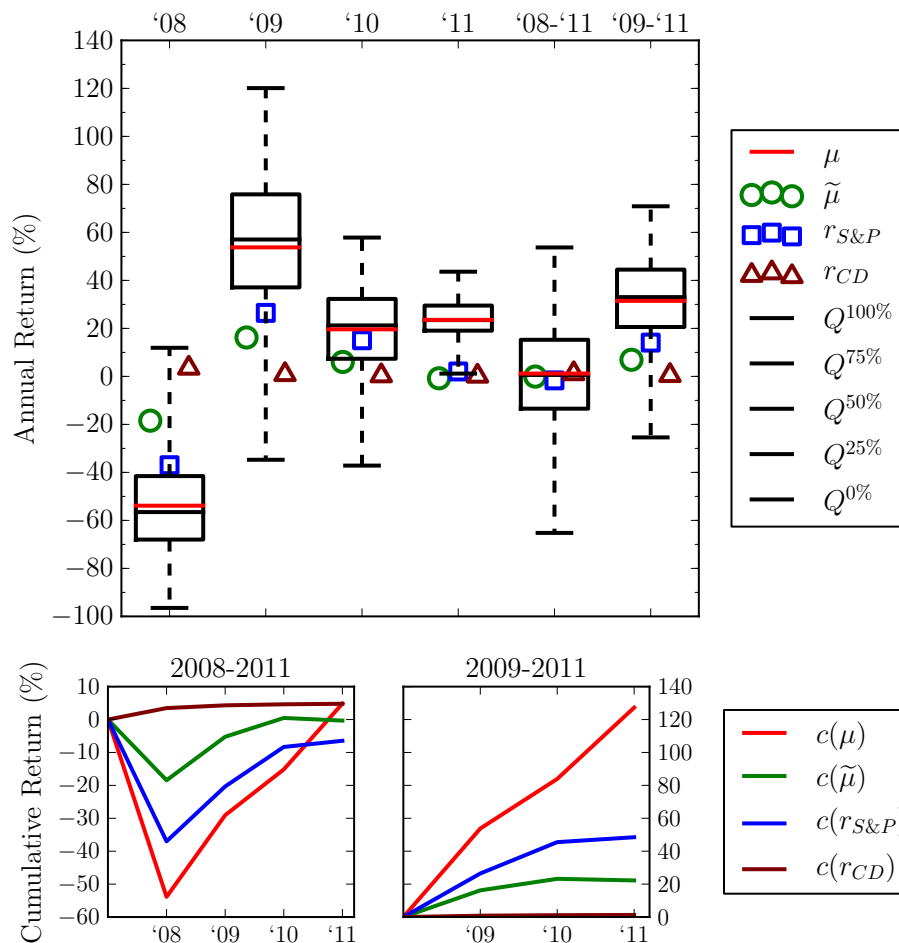 ‘08 ‘09 ‘10 ‘11 ‘08-‘11 ‘09-‘11
Annual Return (%)
140
120
100
80
60
40
20
0
−20
−40
−60
−80
−100
μ
μ̃
r_{S&P}
r_{CD}
Q^{100%}
Q^{75%}
Q^{50%}
Q^{25%}
Q^{0%}
2008-2011
Cumulative Return (%)
10
0
−10
−20
−30
−40
−50
−60
‘08 ‘09 ‘10 ‘11
2009-2011
140
120
100
80
60
40
20
0
‘09 ‘10 ‘11
c(μ)
c(μ̃)
c(r_{S&P})
c(r_{CD})